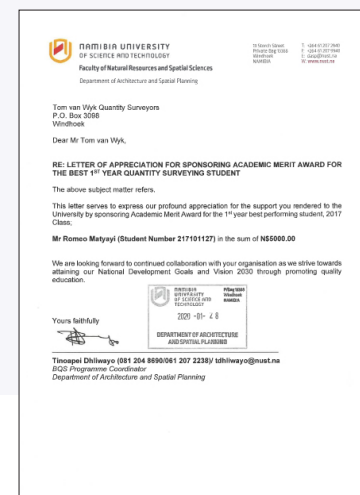 NAMIBIA UNIVERSITY
OF SCIENCE AND TECHNOLOGY
Faculty of Natural Resources and Spatial Sciences
Department of Architecture and Spatial Planning
Private Bag
Windhoek
NAMIBIA
Tom van Wyk Quantity Surveyors
P.O. Box 3098
Windhoek
Dear Mr Tom van Wyk,
RE: LETTER OF APPRECIATION FOR SPONSORING ACADEMIC MERIT AWARD FOR
THE BEST 1ST YEAR QUANTITY SURVEYING STUDENT
The above subject matter refers.
This letter serves to express our profound appreciation for the support you rendered to the
University by sponsoring Academic Merit Award for the 1st year best performing student, 2017
Class;
Mr Romeo Matyayi (Student Number 217101127) in the sum of N$5000.00
We are looking forward to continued collaboration with your organisation as we strive towards
attaining our National Development Goals and Vision 2030 through promoting quality
education.
NAMIBIA
UNIVERSITY
OF SCIENCE AND
TECHNOLOGY
Windhoek
NAMIBIA
2020 -01-
DEPARTMENT OF ARCHITECTURE
AND SPATIAL PLANNING
Yours faithfully
Tinoapei Dhliwayo (081 204 8690/061 207 2238)/ tdhliwayo@nust.na
BQS Programme Coordinator
Department of Architecture and Spatial Planning